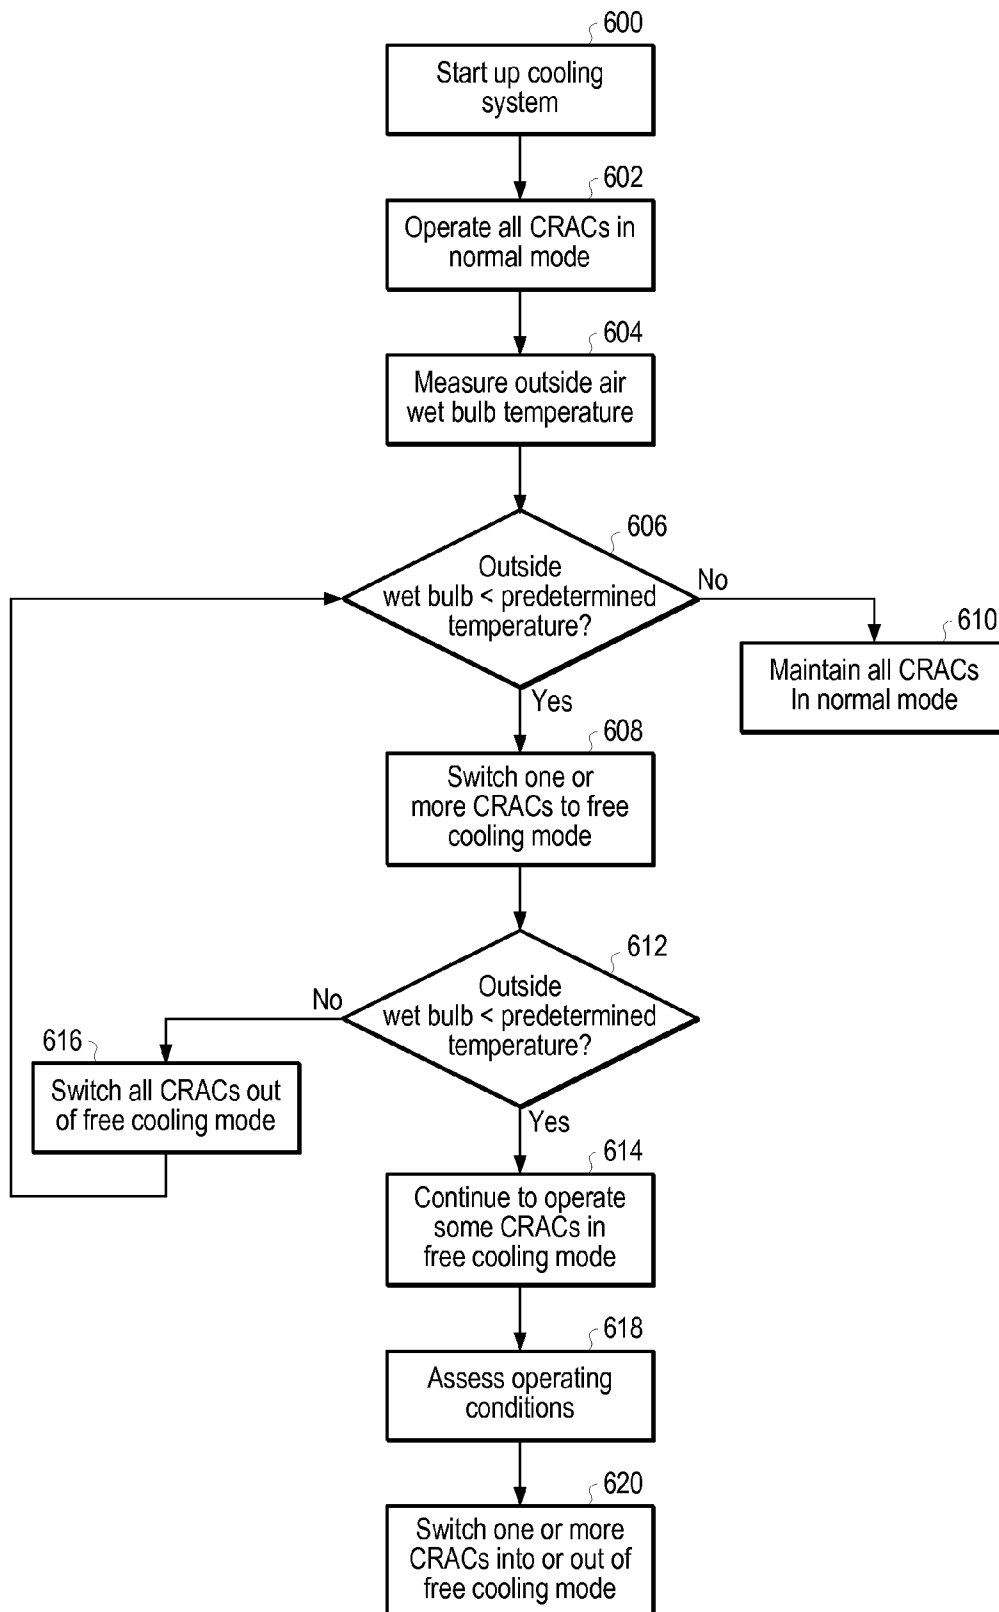 600
Start up cooling
system
602
Operate all CRACs in
normal mode
604
Measure outside air
wet bulb temperature
606
Outside
wet bulb < predetermined
temperature?
No
610
Maintain all CRACs
In normal mode
Yes
608
Switch one or
more CRACs to free
cooling mode
612
Outside
wet bulb < predetermined
temperature?
No
616
Switch all CRACs out
of free cooling mode
Yes
614
Continue to operate
some CRACs in
free cooling mode
618
Assess operating
conditions
620
Switch one or more
CRACs into or out of
free cooling mode